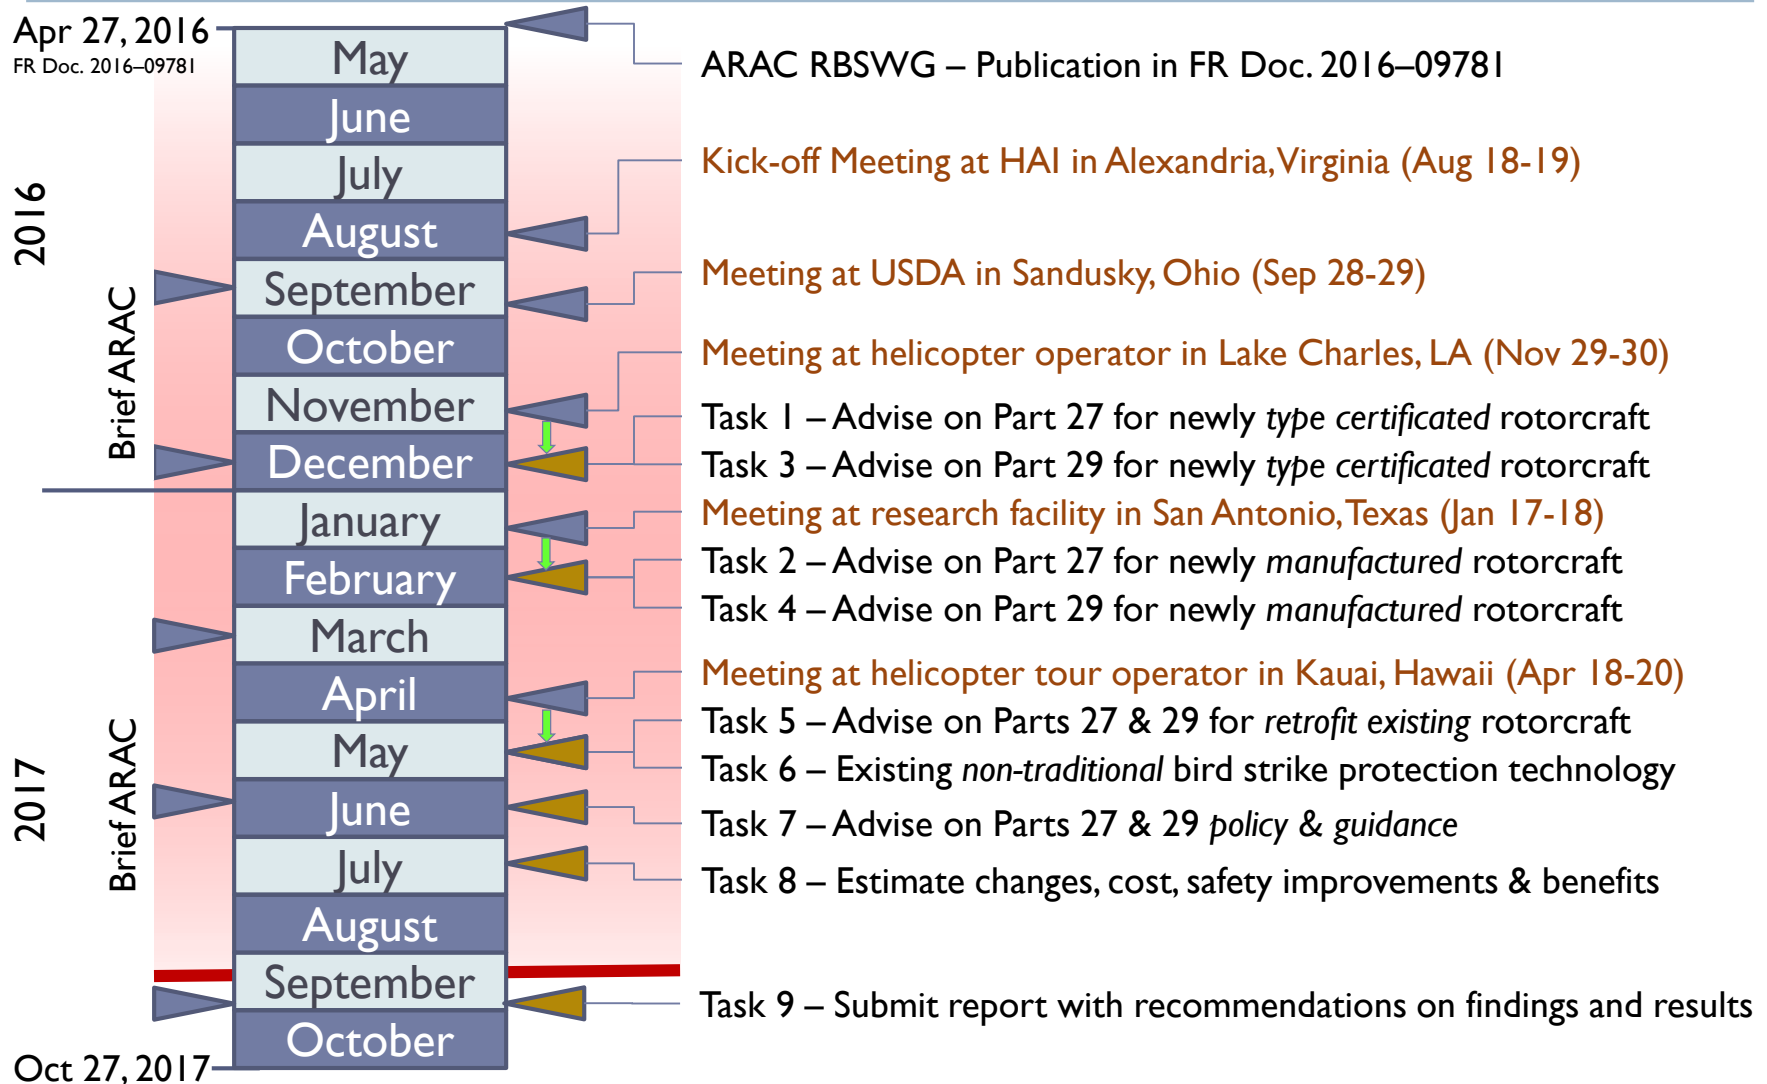 Apr 27, 2016
FR Doc. 2016–09781
2016
Brief ARAC
2017
Brief ARAC
Oct 27, 2017
May
June
July
August
September
October
November
December
January
February
March
April
May
June
July
August
September
October
ARAC RBSWG – Publication in FR Doc. 2016–09781
Kick-off Meeting at HAI in Alexandria, Virginia (Aug 18-19)
Meeting at USDA in Sandusky, Ohio (Sep 28-29)
Meeting at helicopter operator in Lake Charles, LA (Nov 29-30)
Task 1 – Advise on Part 27 for newly type certificated rotorcraft
Task 3 – Advise on Part 29 for newly type certificated rotorcraft
Meeting at research facility in San Antonio, Texas (Jan 17-18)
Task 2 – Advise on Part 27 for newly manufactured rotorcraft
Task 4 – Advise on Part 29 for newly manufactured rotorcraft
Meeting at helicopter tour operator in Kauai, Hawaii (Apr 18-20)
Task 5 – Advise on Parts 27 & 29 for retrofit existing rotorcraft
Task 6 – Existing non-traditional bird strike protection technology
Task 7 – Advise on Parts 27 & 29 policy & guidance
Task 8 – Estimate changes, cost, safety improvements & benefits
Task 9 – Submit report with recommendations on findings and results